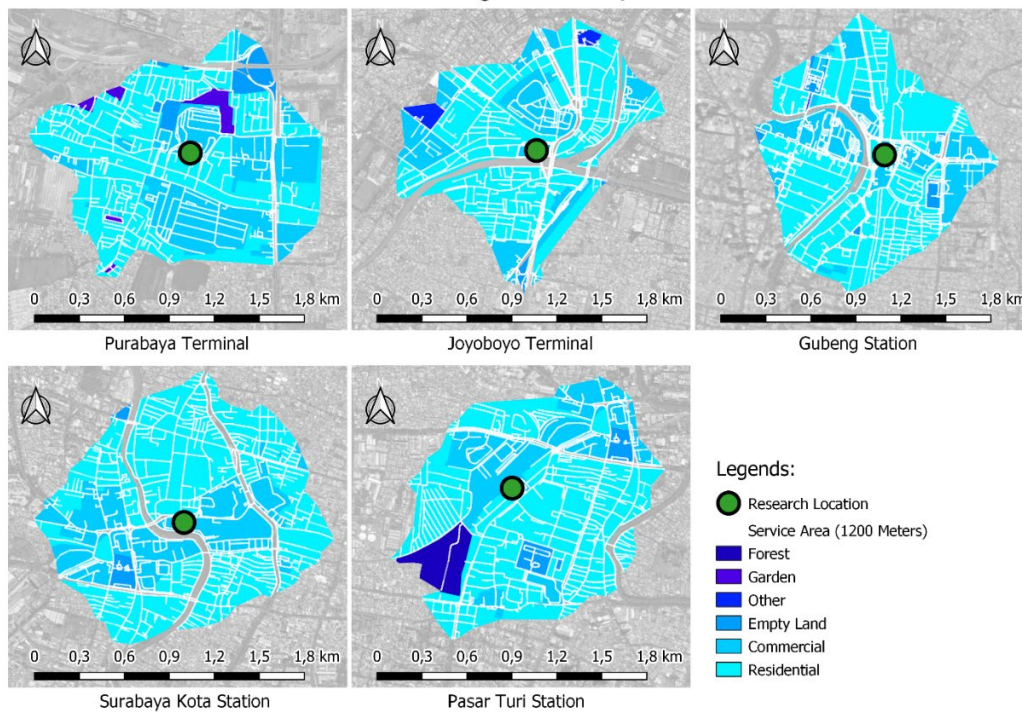 N
N
N
0 0,3 0,6 0,9 1,2 1,5 1,8 km
0 0,3 0,6 0,9 1,2 1,5 1,8 km
0 0,3 0,6 0,9 1,2 1,5 1,8 km
Purabaya Terminal
Joyoboyo Terminal
Gubeng Station
N
N
0 0,3 0,6 0,9 1,2 1,5 1,8 km
0 0,3 0,6 0,9 1,2 1,5 1,8 km
Surabaya Kota Station
Pasar Turi Station
Legends:
Research Location
Service Area (1200 Meters)
Forest
Garden
Other
Empty Land
Commercial
Residential